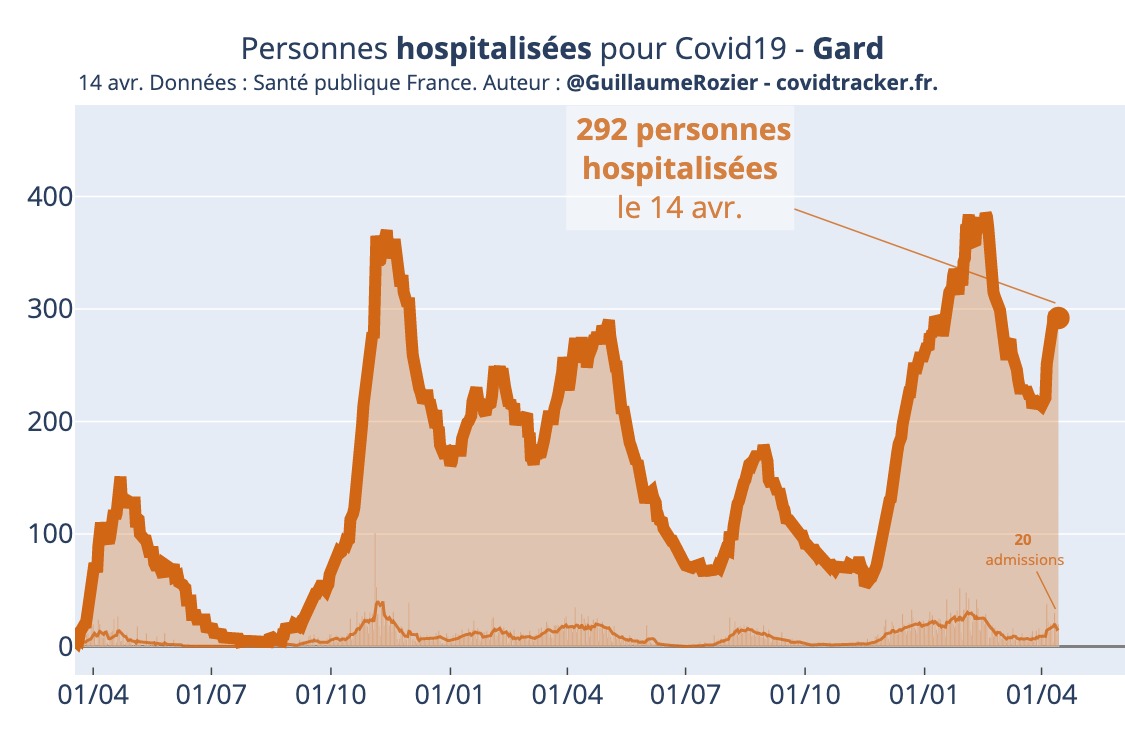 Personnes hospitalisées pour Covid19 - Gard
14 avr. Données : Santé publique France. Auteur : @GuillaumeRozier - covidtracker.fr.
292 personnes
hospitalisées
le 14 avr.
400
300
200
100
0
20
admissions
01/04
01/07
01/10
01/01
01/04
01/07
01/10
01/01
01/04